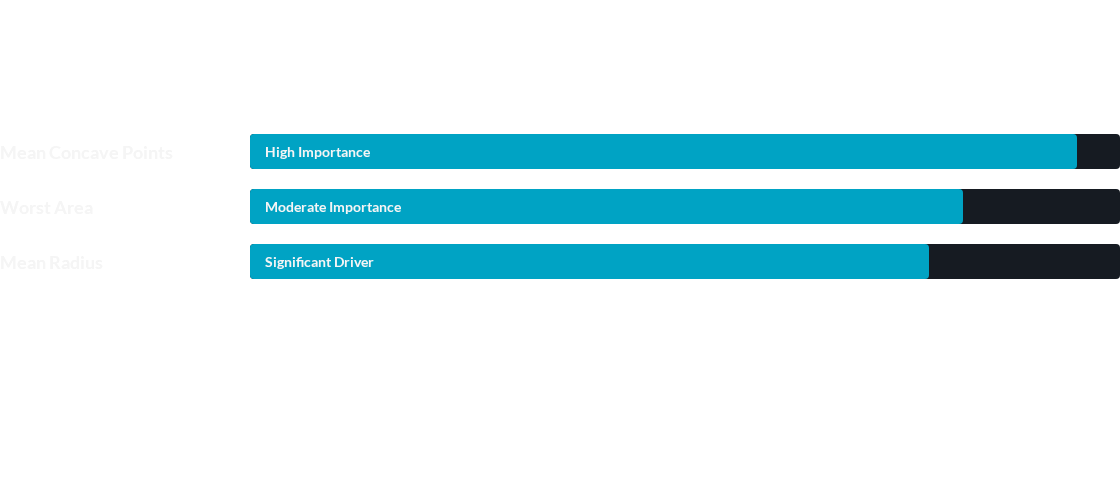 Mean Concave Points
High Importance
Worst Area
Moderate Importance
Mean Radius
Significant Driver